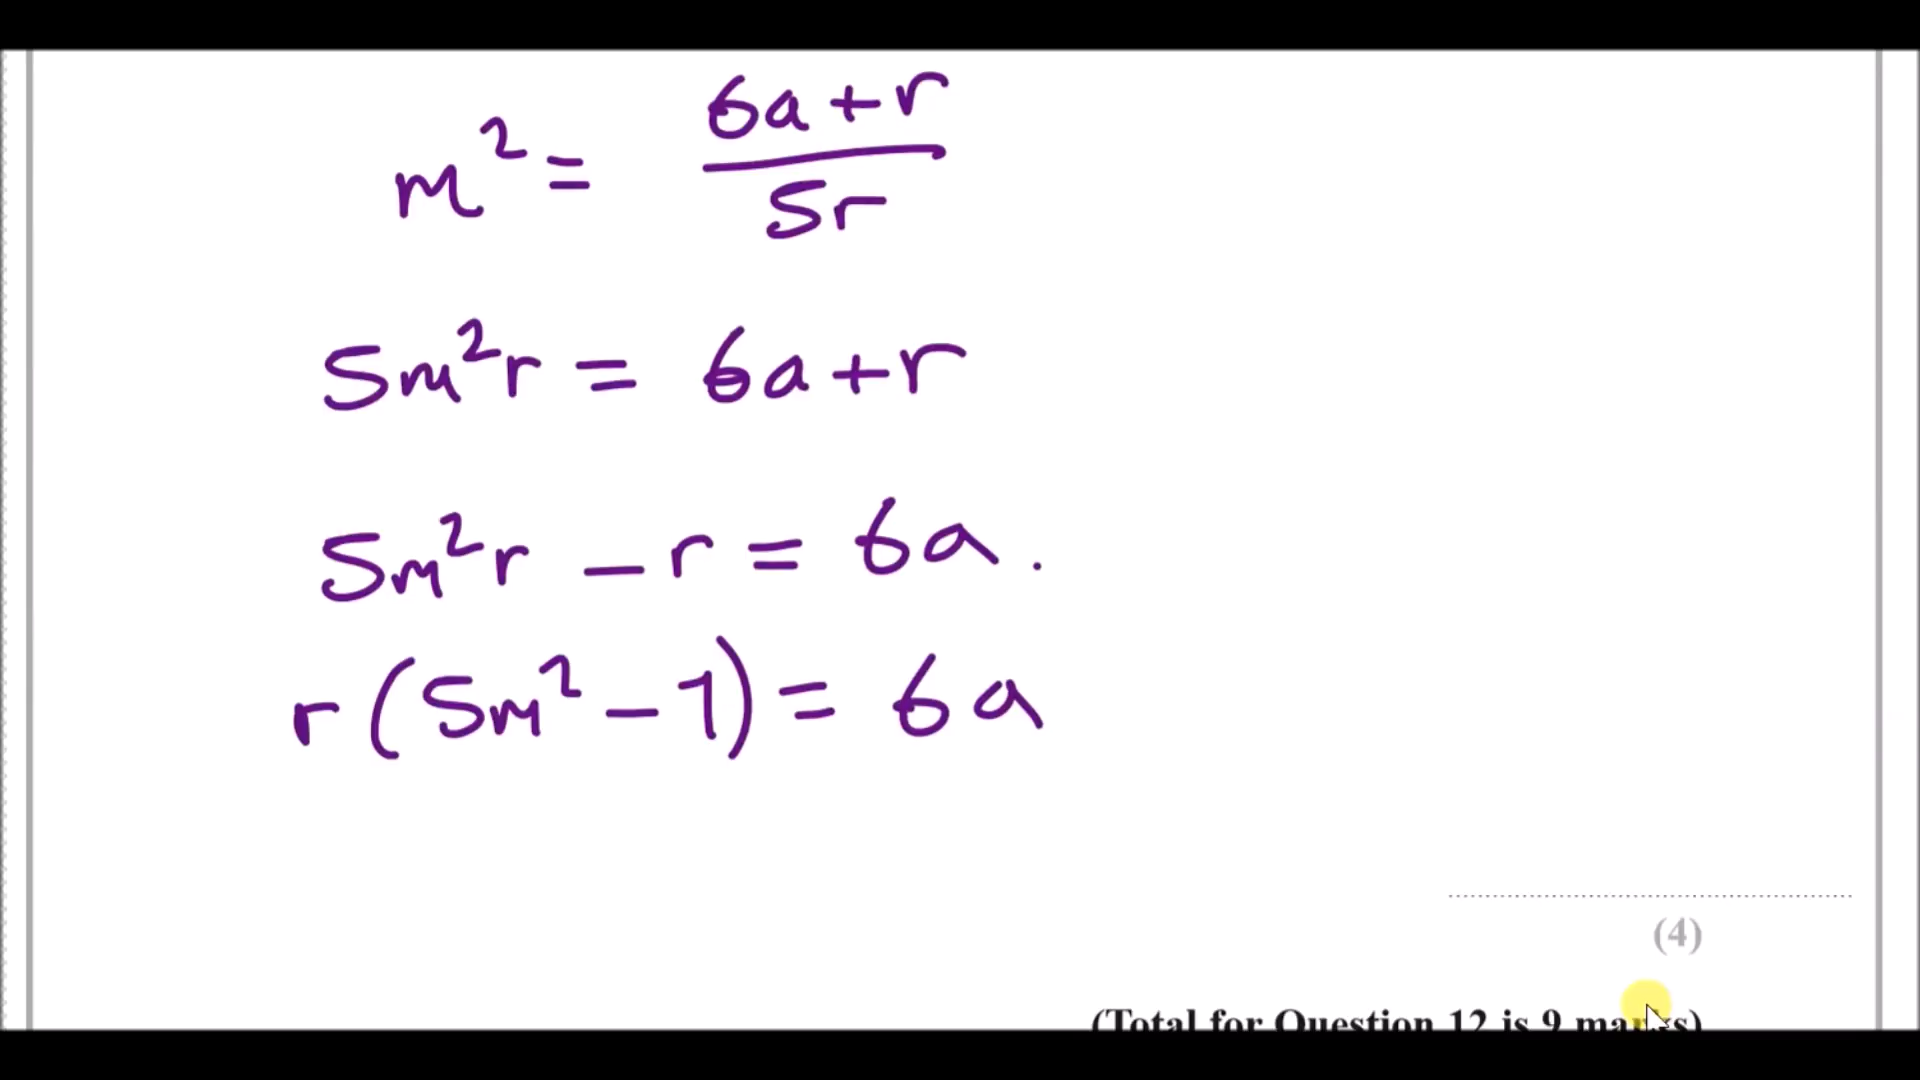 m² = 6a+r
5r
5m²r = 6a+r
5m²r - r = 6a.
r(5m²-1) = 6a
(4)
(Total for Question 12 is 9 marks)